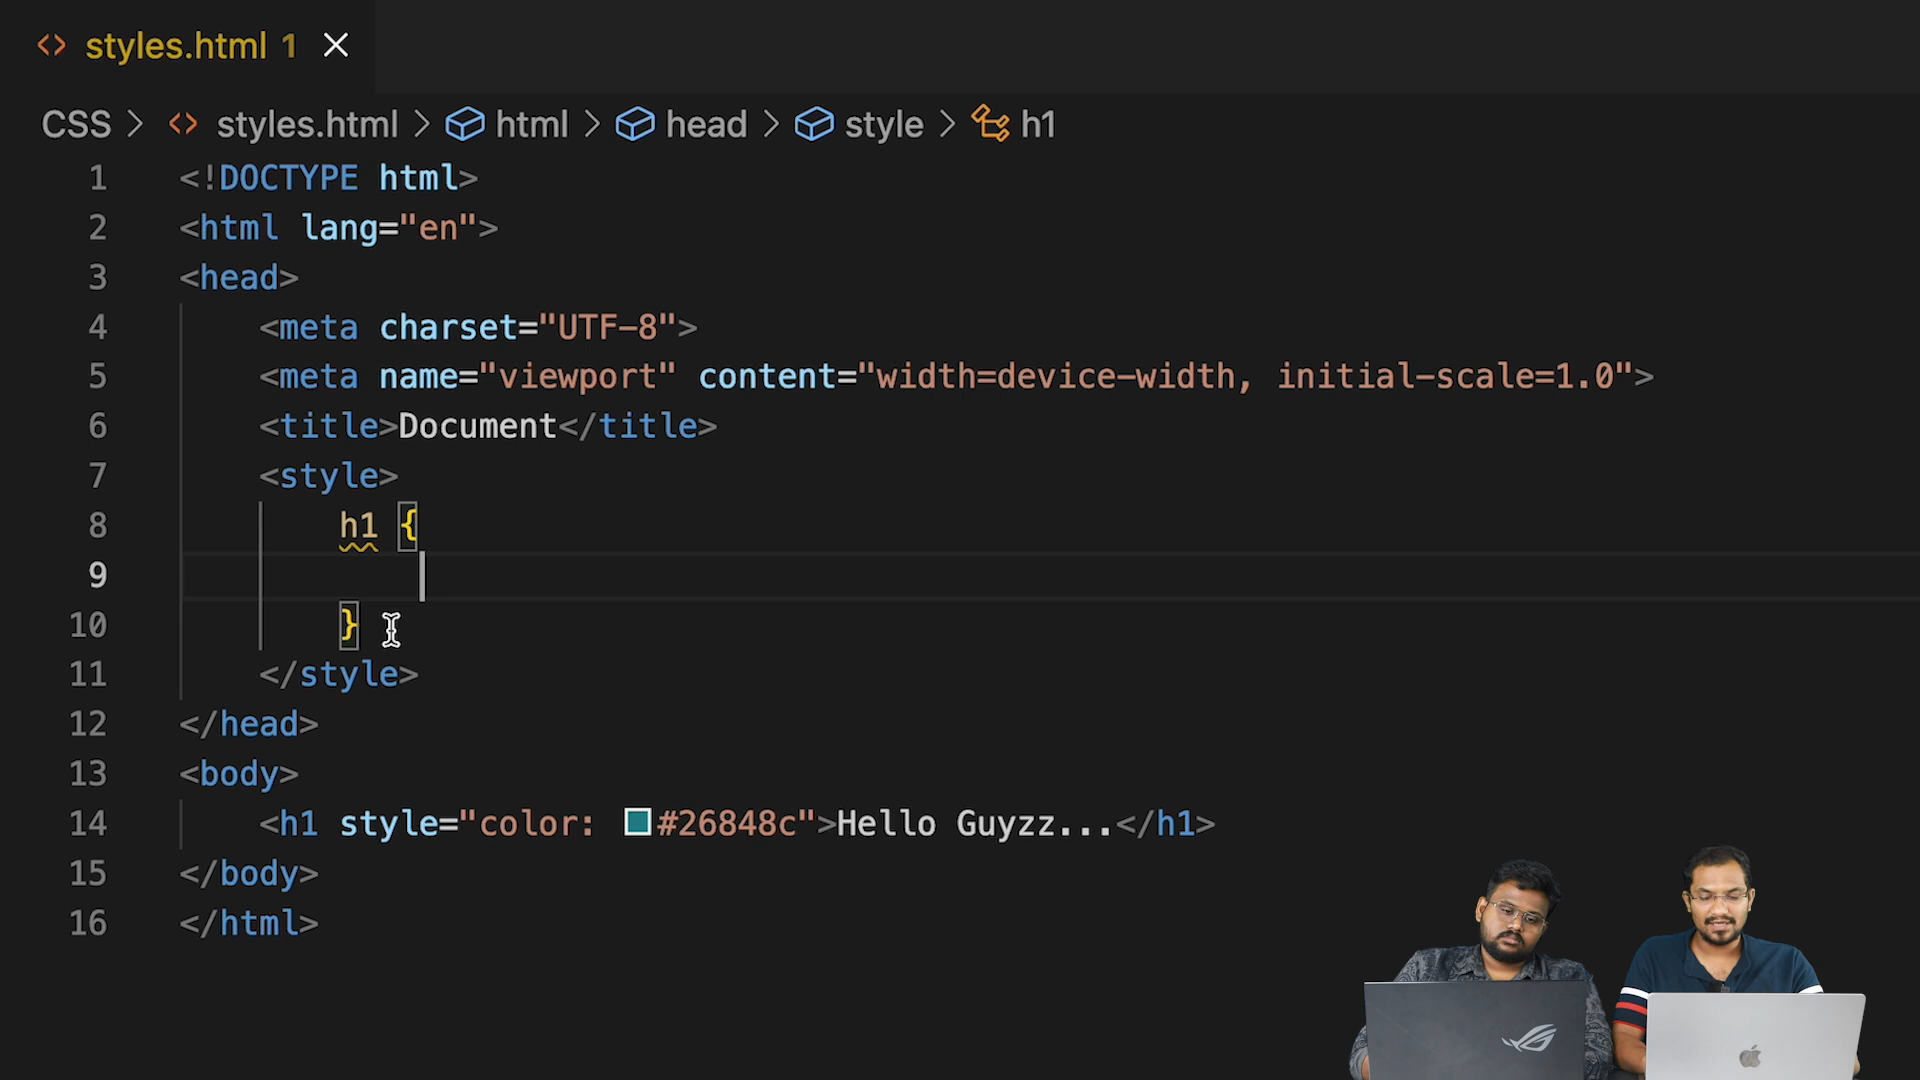 styles.html 1
CSS > styles.html > html > head > style > h1
1 <!DOCTYPE html>
2 <html lang="en">
3 <head>
4 <meta charset="UTF-8">
5 <meta name="viewport" content="width=device-width, initial-scale=1.0">
6 <title>Document</title>
7 <style>
8 h1 {
9
10 }
11 </style>
12 </head>
13 <body>
14 <h1 style="color: #26848c">Hello Guyzz...</h1>
15 </body>
16 </html>